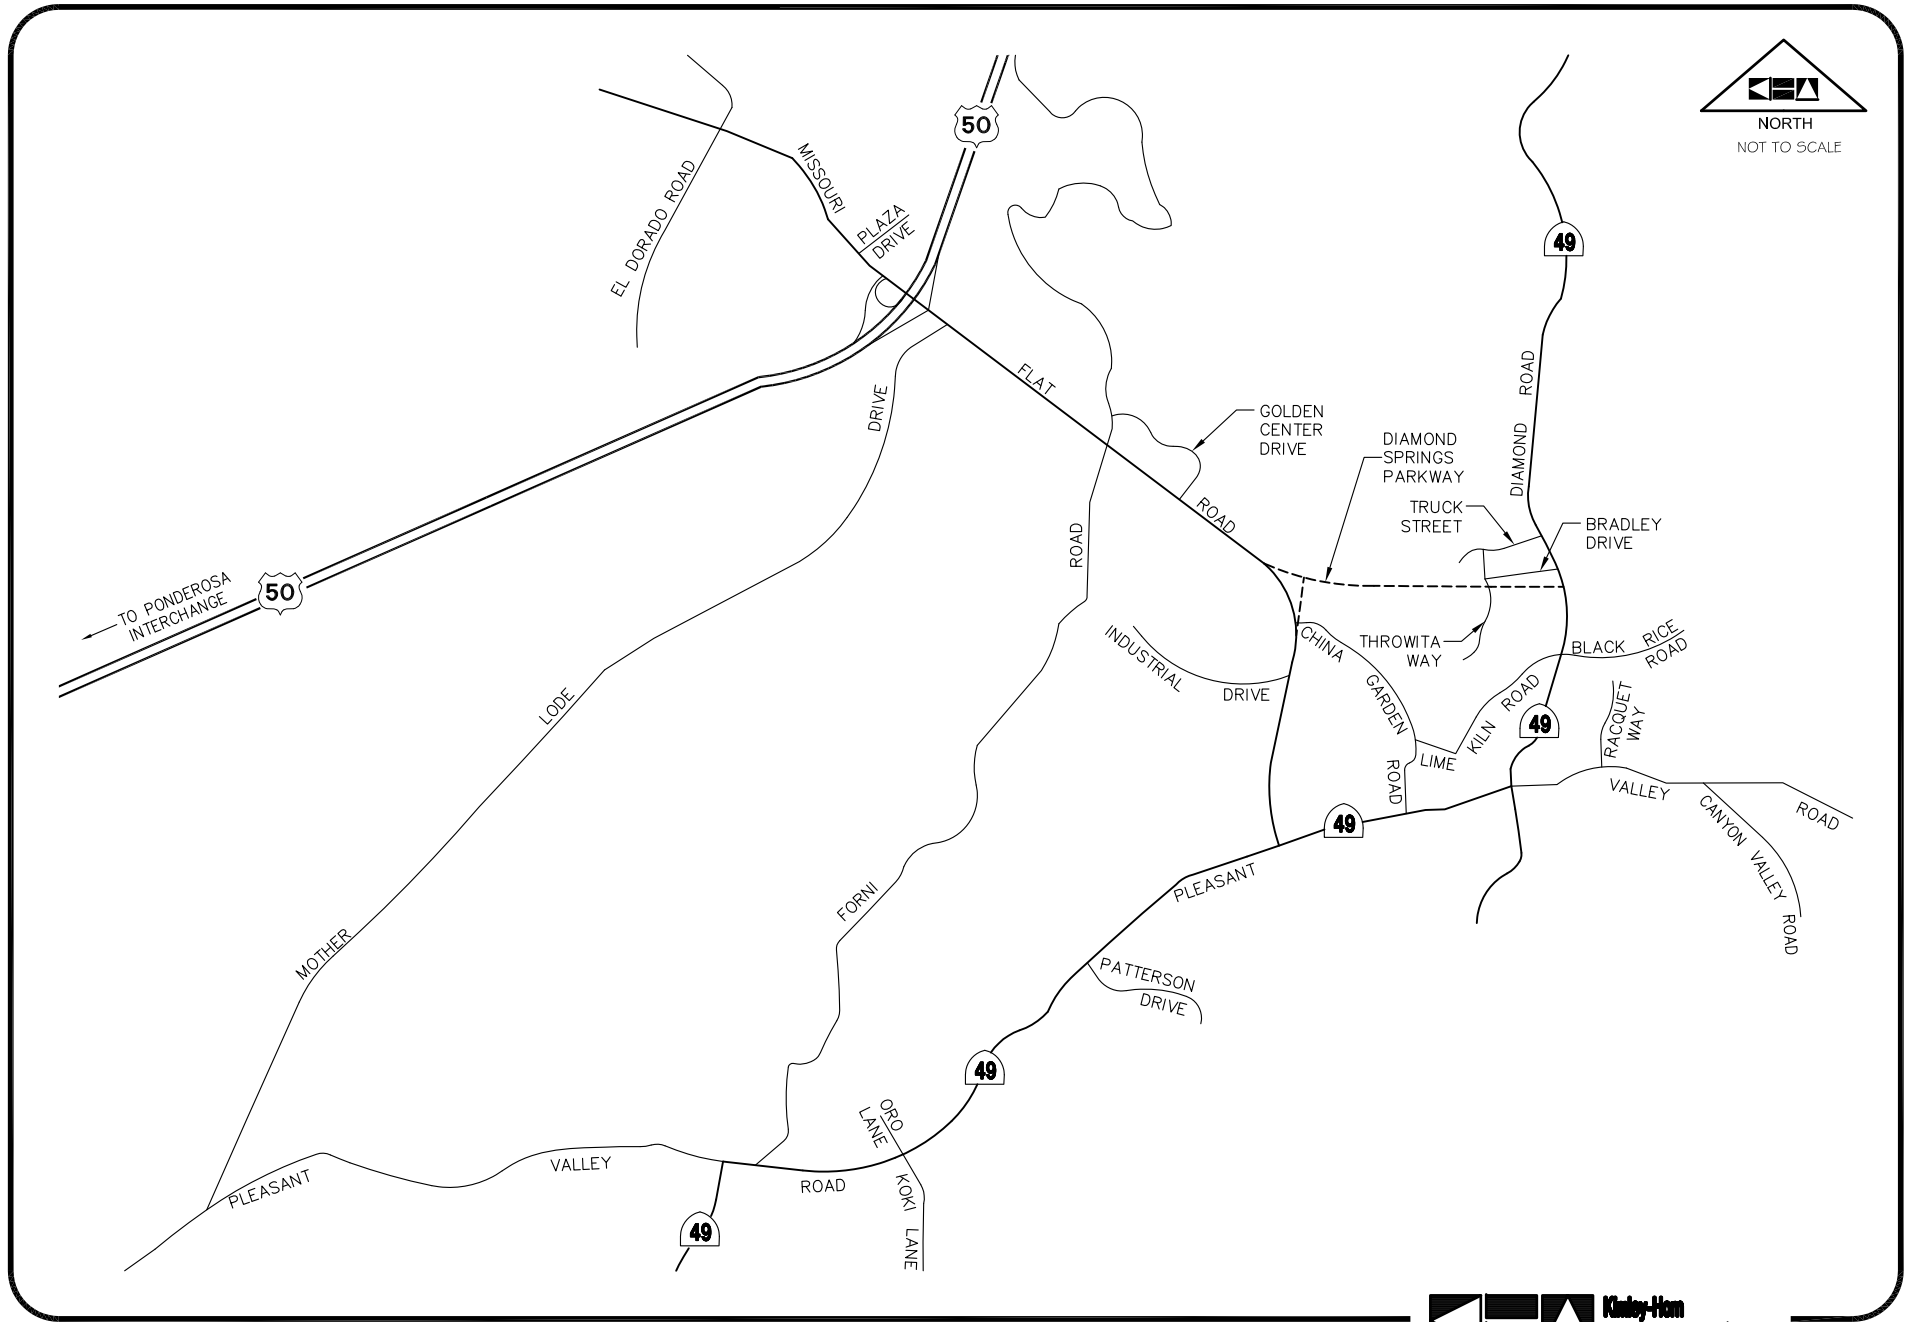 NORTH
NOT TO SCALE
50
MISSOURI
FLAT
ROAD
EL DORADO ROAD
PLAZA
DRIVE
49
DIAMOND ROAD
GOLDEN
CENTER
DRIVE
DIAMOND
SPRINGS
PARKWAY
TRUCK
STREET
BRADLEY
DRIVE
THROWITA
WAY
50
TO PONDEROSA
INTERCHANGE
MOTHER
LODE
DRIVE
FORNI
ROAD
INDUSTRIAL
DRIVE
CHINA
GARDEN
ROAD
LIME
KILN
ROAD
BLACK
RICE
ROAD
RACQUET
WAY
49
49
VALLEY
ROAD
CANYON VALLEY ROAD
PLEASANT
PATTERSON
DRIVE
49
ORO
LANE
KOKI LANE
PLEASANT
VALLEY
ROAD
49
Kimley-Horn